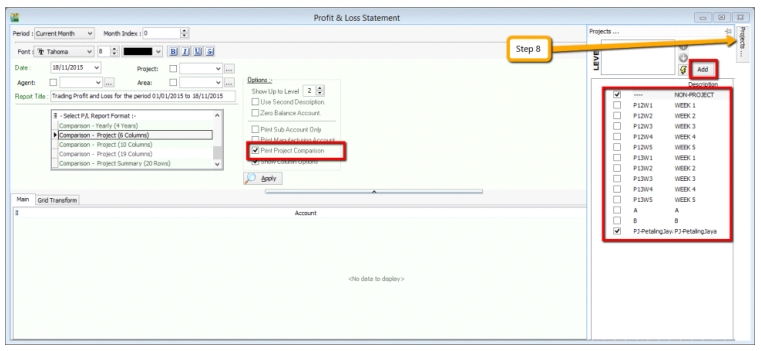 Profit & Loss Statement
Period : Current Month Month Index : 0
Font : Tahoma 8 B I U S
Date : 18/11/2015 Project:
Agent: ... Area: ...
Report Title : Trading Profit and Loss for the period 01/01/2015 to 18/11/2015
- Select P/L Report Format :-
Comparison - Yearly (4 Years)
Comparison - Project (6 Columns)
Comparison - Project (10 Columns)
Comparison - Project (19 Columns)
Comparison - Project Summary (20 Rows)
Options :-
Show Up to Level 2
Use Second Description.
Zero Balance Account.
Print Sub Account Only
Print Manufacturing Account
Print Project Comparison
Show Column Options
Apply
Main Grid Transform
Account
<No data to display>
Step 8
Projects ...
Projects ...
LEVEL
Add
Description
---- NON-PROJECT
P12W1 WEEK 1
P12W2 WEEK 2
P12W3 WEEK 3
P12W4 WEEK 4
P12W5 WEEK 5
P13W1 WEEK 1
P13W2 WEEK 2
P13W3 WEEK 3
P13W4 WEEK 4
P13W5 WEEK 5
A A
B B
PJ-PetalingJaya PJ-PetalingJaya